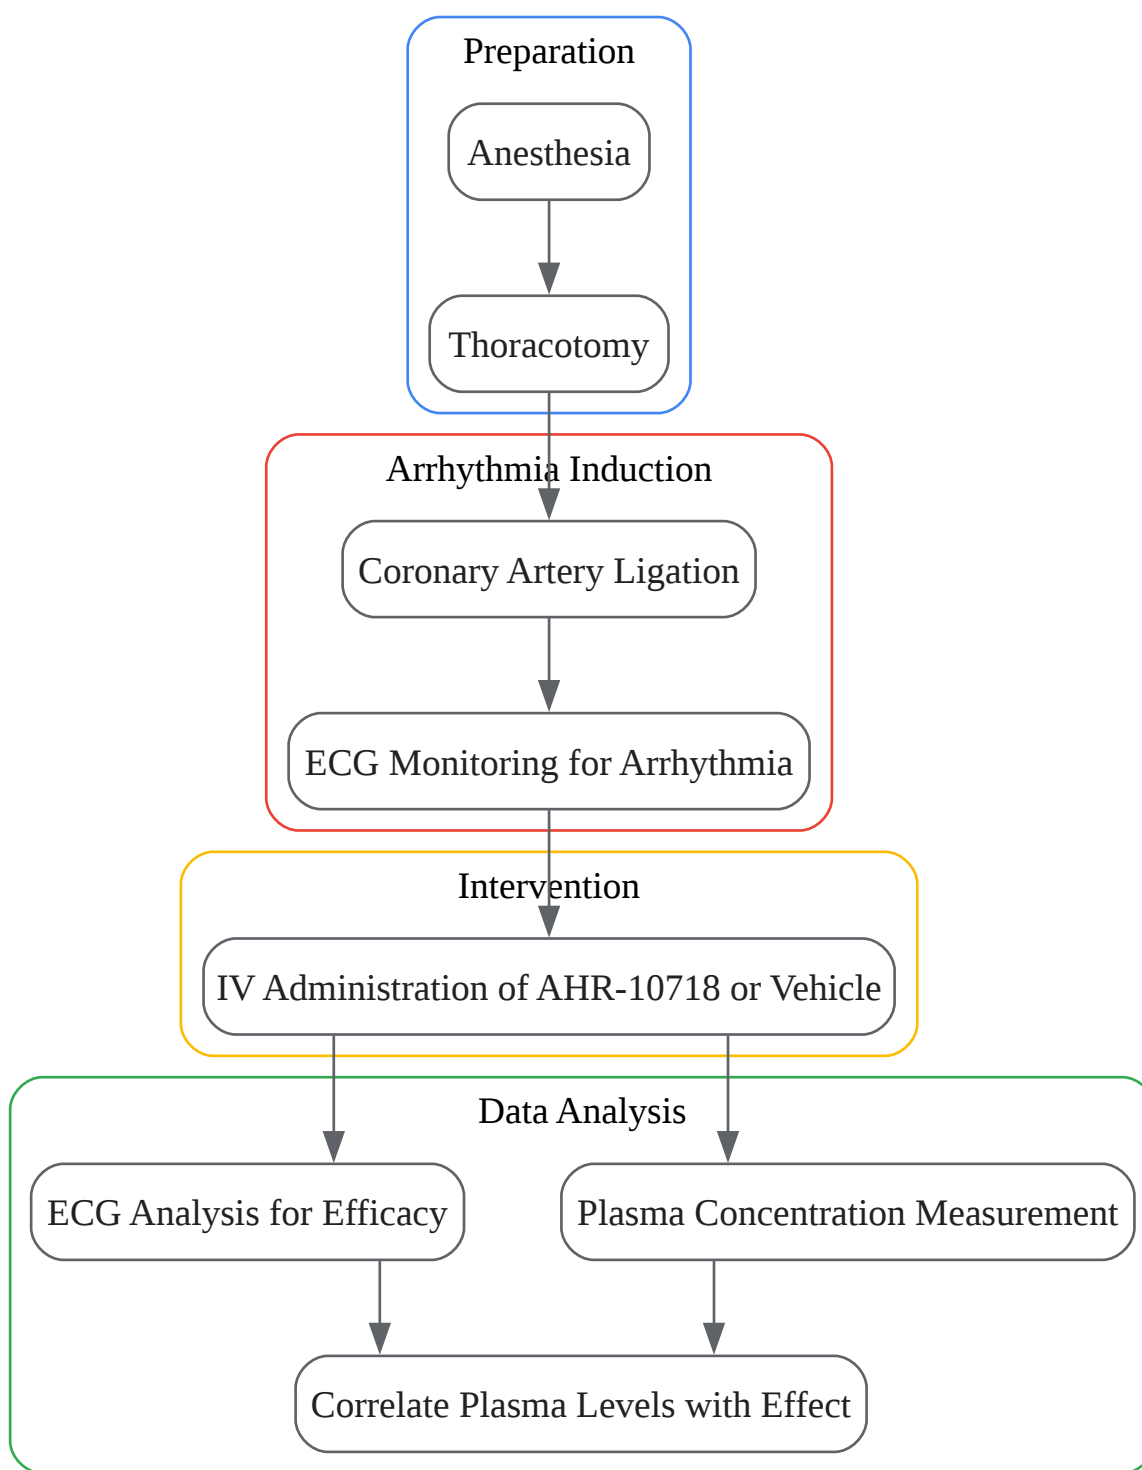 Preparation
Anesthesia
Thoracotomy
Arrhythmia Induction
Coronary Artery Ligation
ECG Monitoring for Arrhythmia
Intervention
IV Administration of AHR-10718 or Vehicle
Data Analysis
ECG Analysis for Efficacy
Plasma Concentration Measurement
Correlate Plasma Levels with Effect